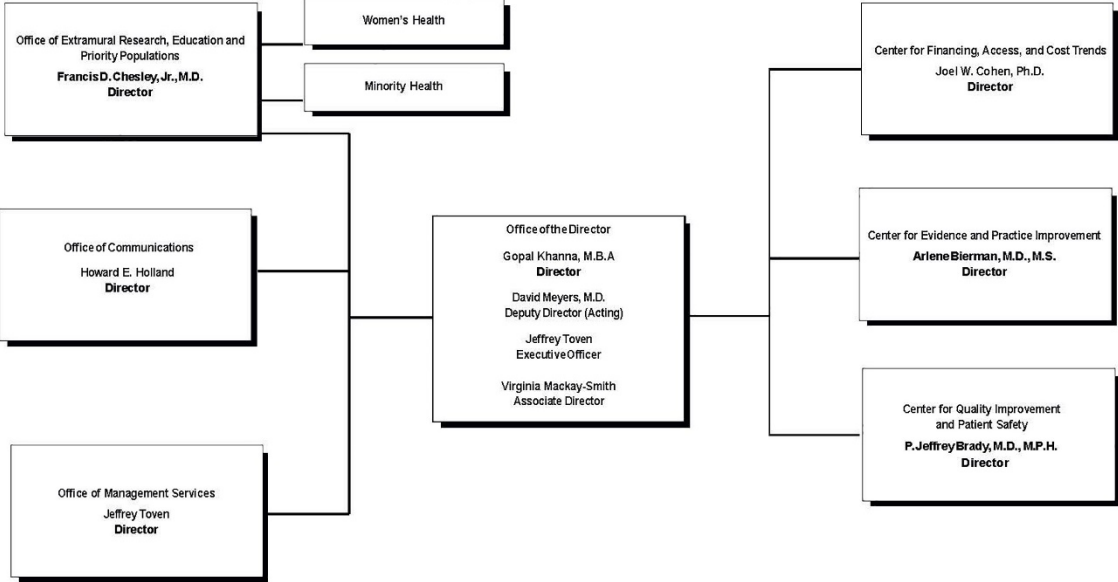 Women's Health
Office of Extramural Research, Education and
Priority Populations
Francis D. Chesley, Jr., M.D.
Director
Minority Health
Center for Financing, Access, and Cost Trends
Joel W. Cohen, Ph.D.
Director
Office of Communications
Howard E. Holland
Director
Office of the Director
Gopal Khanna, M.B.A
Director
David Meyers, M.D.
Deputy Director (Acting)
Jeffrey Toven
Executive Officer
Virginia Mackay-Smith
Associate Director
Center for Evidence and Practice Improvement
Arlene Bierman, M.D., M.S.
Director
Office of Management Services
Jeffrey Toven
Director
Center for Quality Improvement
and Patient Safety
P. Jeffrey Brady, M.D., M.P.H.
Director